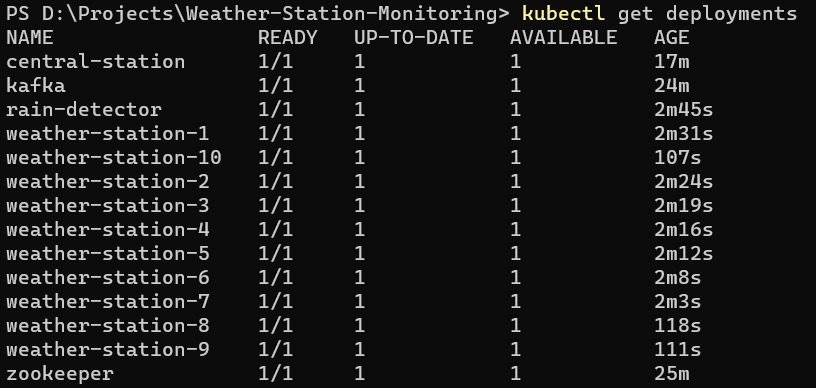 PS D:\Projects\Weather-Station-Monitoring> kubectl get deployments
NAME                 READY   UP-TO-DATE   AVAILABLE   AGE
central-station      1/1     1            1           17m
kafka                1/1     1            1           24m
rain-detector        1/1     1            1           2m45s
weather-station-1    1/1     1            1           2m31s
weather-station-10   1/1     1            1           107s
weather-station-2    1/1     1            1           2m24s
weather-station-3    1/1     1            1           2m19s
weather-station-4    1/1     1            1           2m16s
weather-station-5    1/1     1            1           2m12s
weather-station-6    1/1     1            1           2m8s
weather-station-7    1/1     1            1           2m3s
weather-station-8    1/1     1            1           118s
weather-station-9    1/1     1            1           111s
zookeeper            1/1     1            1           25m